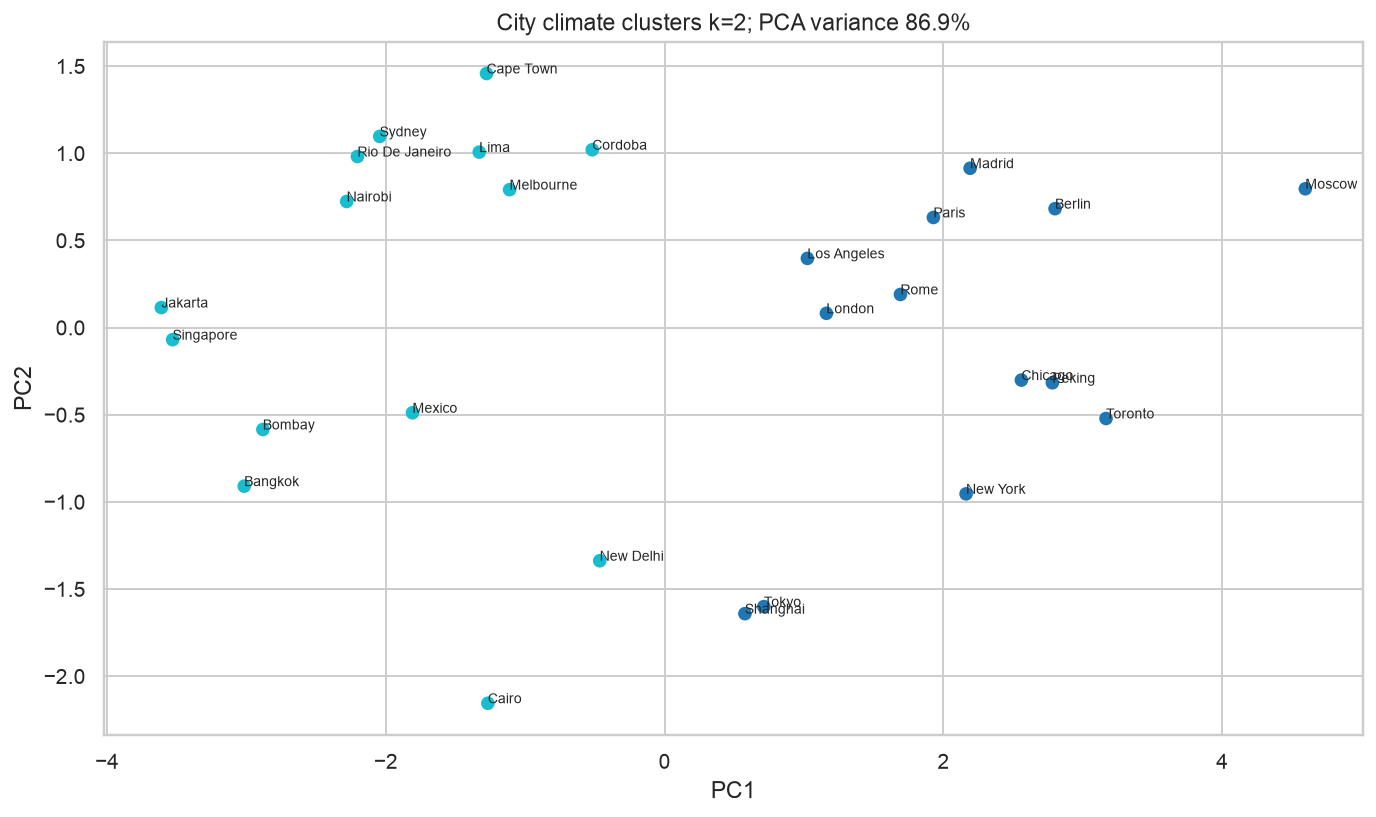 City climate clusters k=2; PCA variance 86.9%
1.5
1.0
0.5
0.0
−0.5
−1.0
−1.5
−2.0
PC2
Cape Town
Sydney
Rio De Janeiro
Lima
Cordoba
Melbourne
Nairobi
Madrid
Moscow
Berlin
Paris
Los Angeles
Rome
London
Jakarta
Singapore
Chicago
Peking
Toronto
Mexico
Bombay
Bangkok
New York
New Delhi
Tokyo
Shanghai
Cairo
−4
−2
0
2
4
PC1